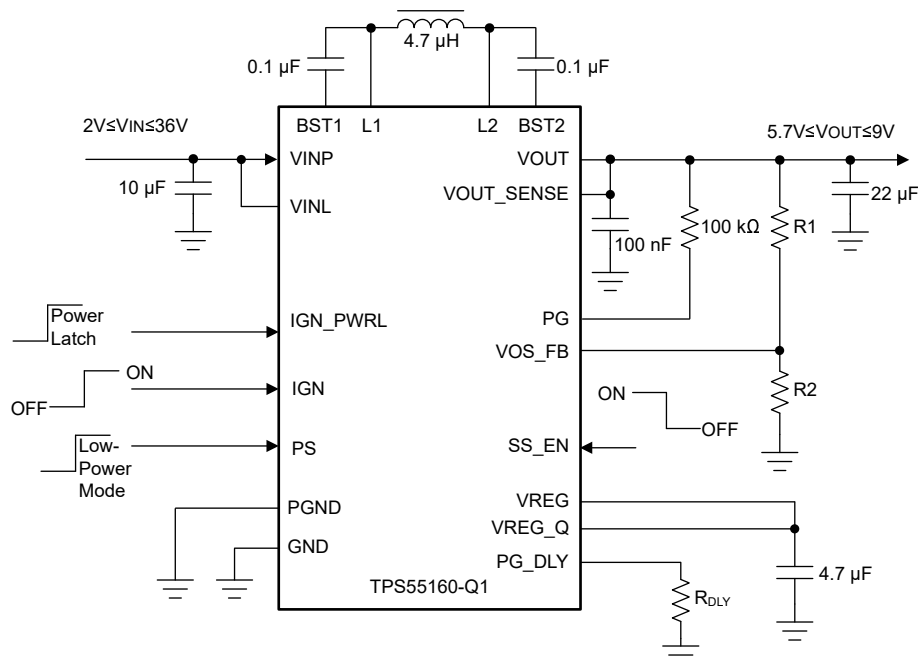 4.7 µH
0.1 µF
0.1 µF
BST1
L1
L2
BST2
2V≤VIN≤36V
5.7V≤VOUT≤9V
VINP
VOUT
10 µF
VINL
VOUT_SENSE
22 µF
100 nF
100 kΩ
R1
Power
Latch
IGN_PWRL
PG
VOS_FB
OFF
ON
IGN
R2
ON
OFF
Low-
Power
Mode
PS
SS_EN
PGND
VREG
VREG_Q
GND
PG_DLY
4.7 µF
TPS55160-Q1
RDLY